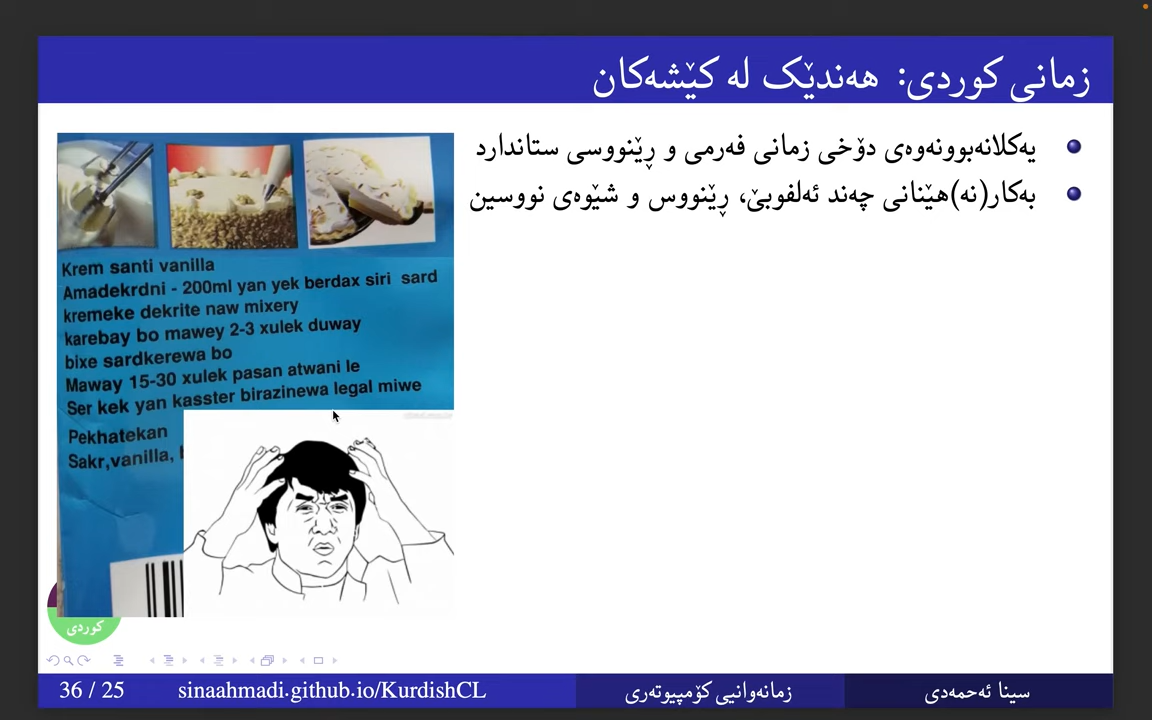 زمانی کوردی: هەندێک لە کێشەکان
یەکلانەبوونەوەی دۆخی زمانی فەرمی و ڕێنووسی ستاندارد
بەکار(نە)هێنانی چەند ئەلفوبێ، ڕێنووس و شێوەی نووسین
Krem santi vanilla
Amadekrdni - 200ml yan yek berdax siri sard
kremeke dekrite naw mixery
karebay bo mawey 2-3 xulek duway
bixe sardkerewa bo
Maway 15-30 xulek pasan atwani le
Ser kek yan kasster birazinewa legal miwe
Pekhatekan
Sakr,vanilla,
کوردی
سینا ئەحمەدی
زمانەوانیی کۆمپیوتەری
sinaahmadi.github.io/KurdishCL
36 / 25